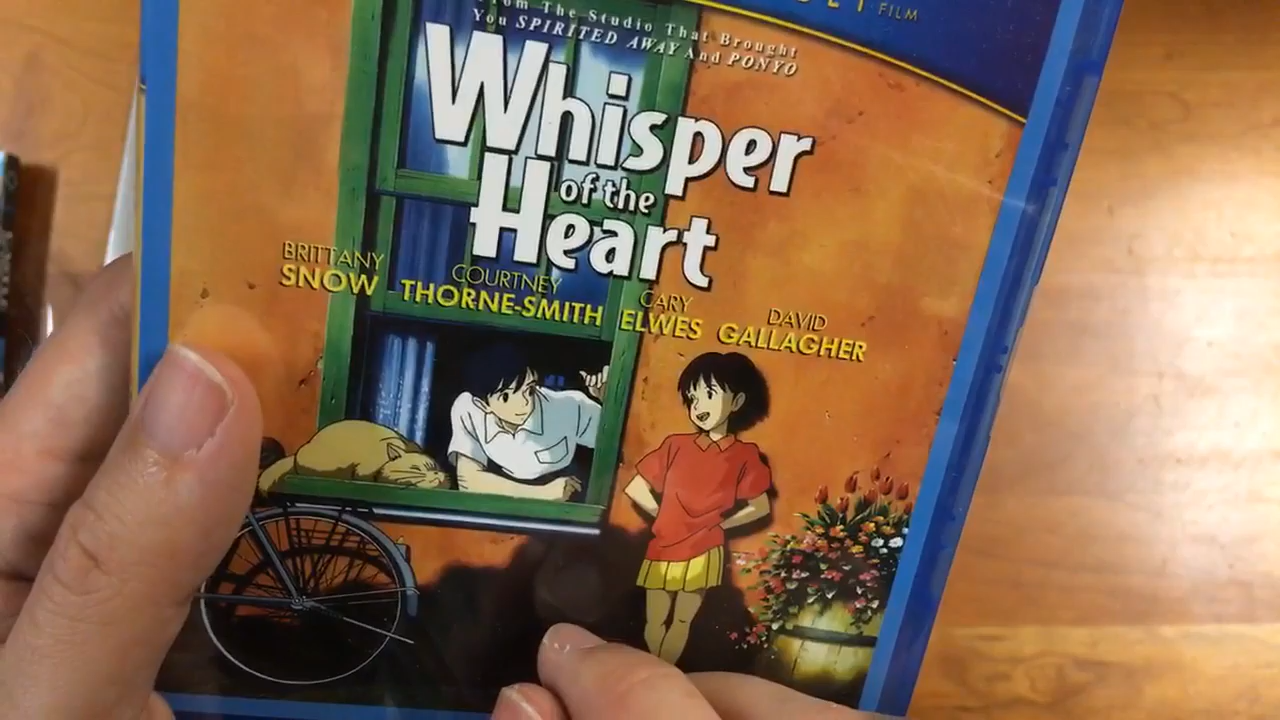 FILM
From The Studio That Brought
You SPIRITED AWAY And PONYO
Whisper
of the
Heart
BRITTANY
SNOW
COURTNEY
THORNE-SMITH
CARY
ELWES
DAVID
GALLAGHER